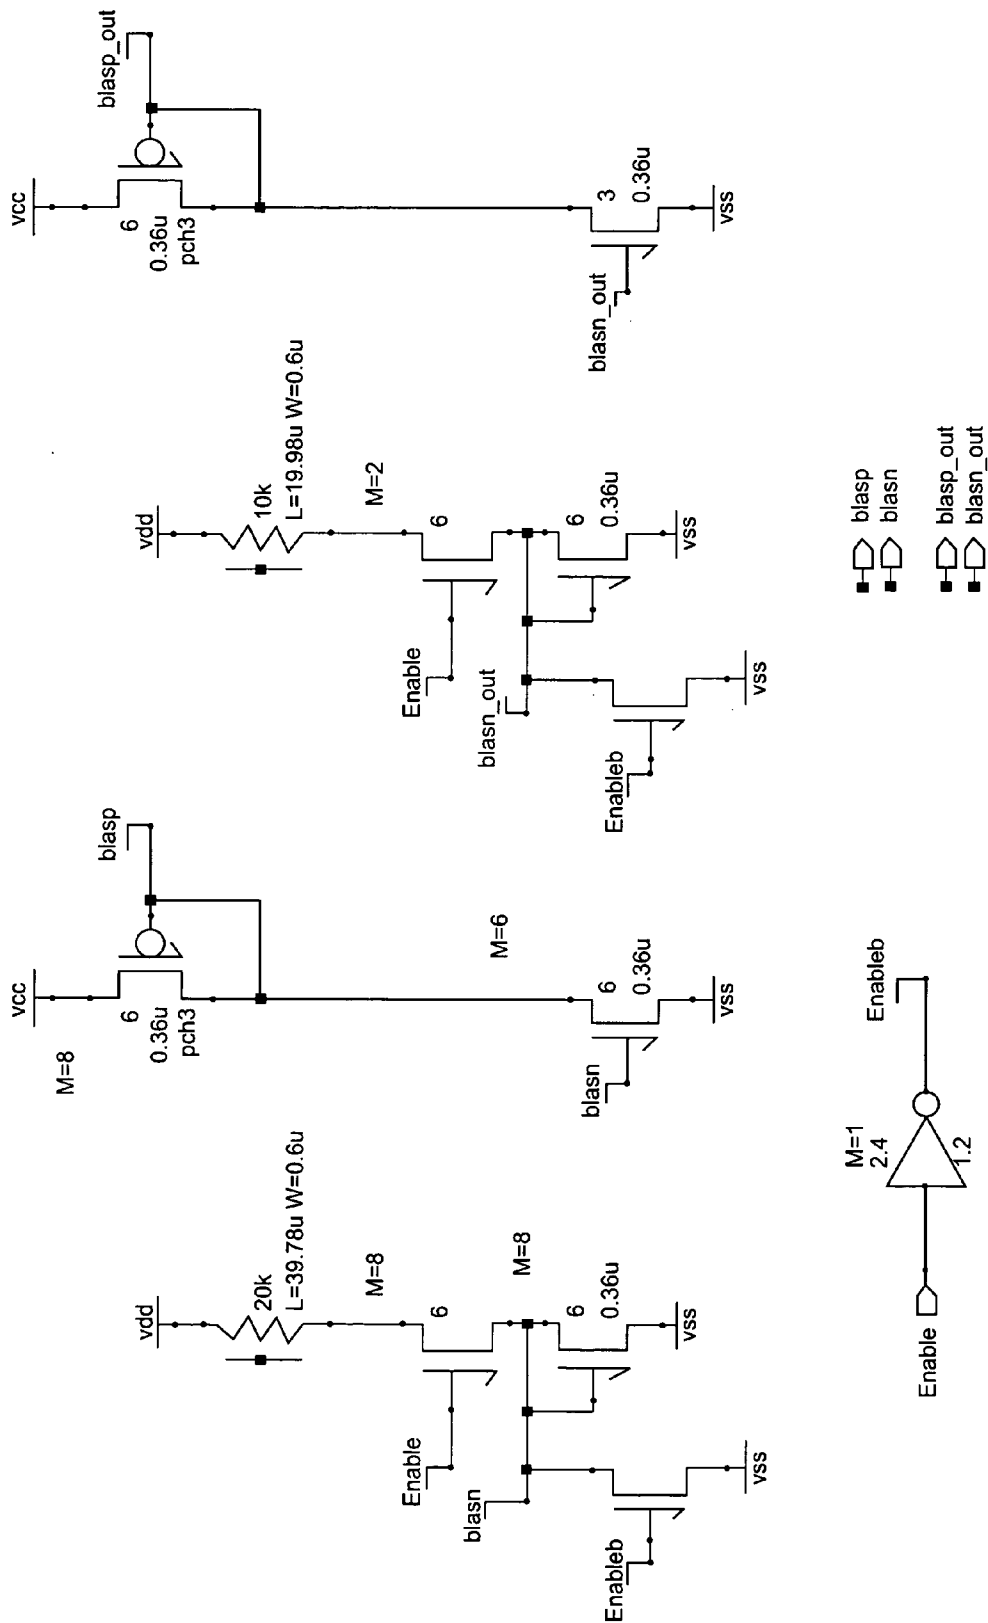 vdd
20k
L=39.78u W=0.6u
M=8
Enable
6
M=8
blasn
6
0.36u
vss
Enableb
vss
vcc
M=8
blasp
6
0.36u
pch3
M=6
6
0.36u
blasn
vss
vdd
10k
L=19.98u W=0.6u
M=2
Enable
6
blasn_out
6
0.36u
vss
Enableb
vss
vcc
blasp_out
6
0.36u
pch3
3
0.36u
blasn_out
vss
Enable
M=1
2.4
1.2
Enableb
blasp
blasn
blasp_out
blasn_out